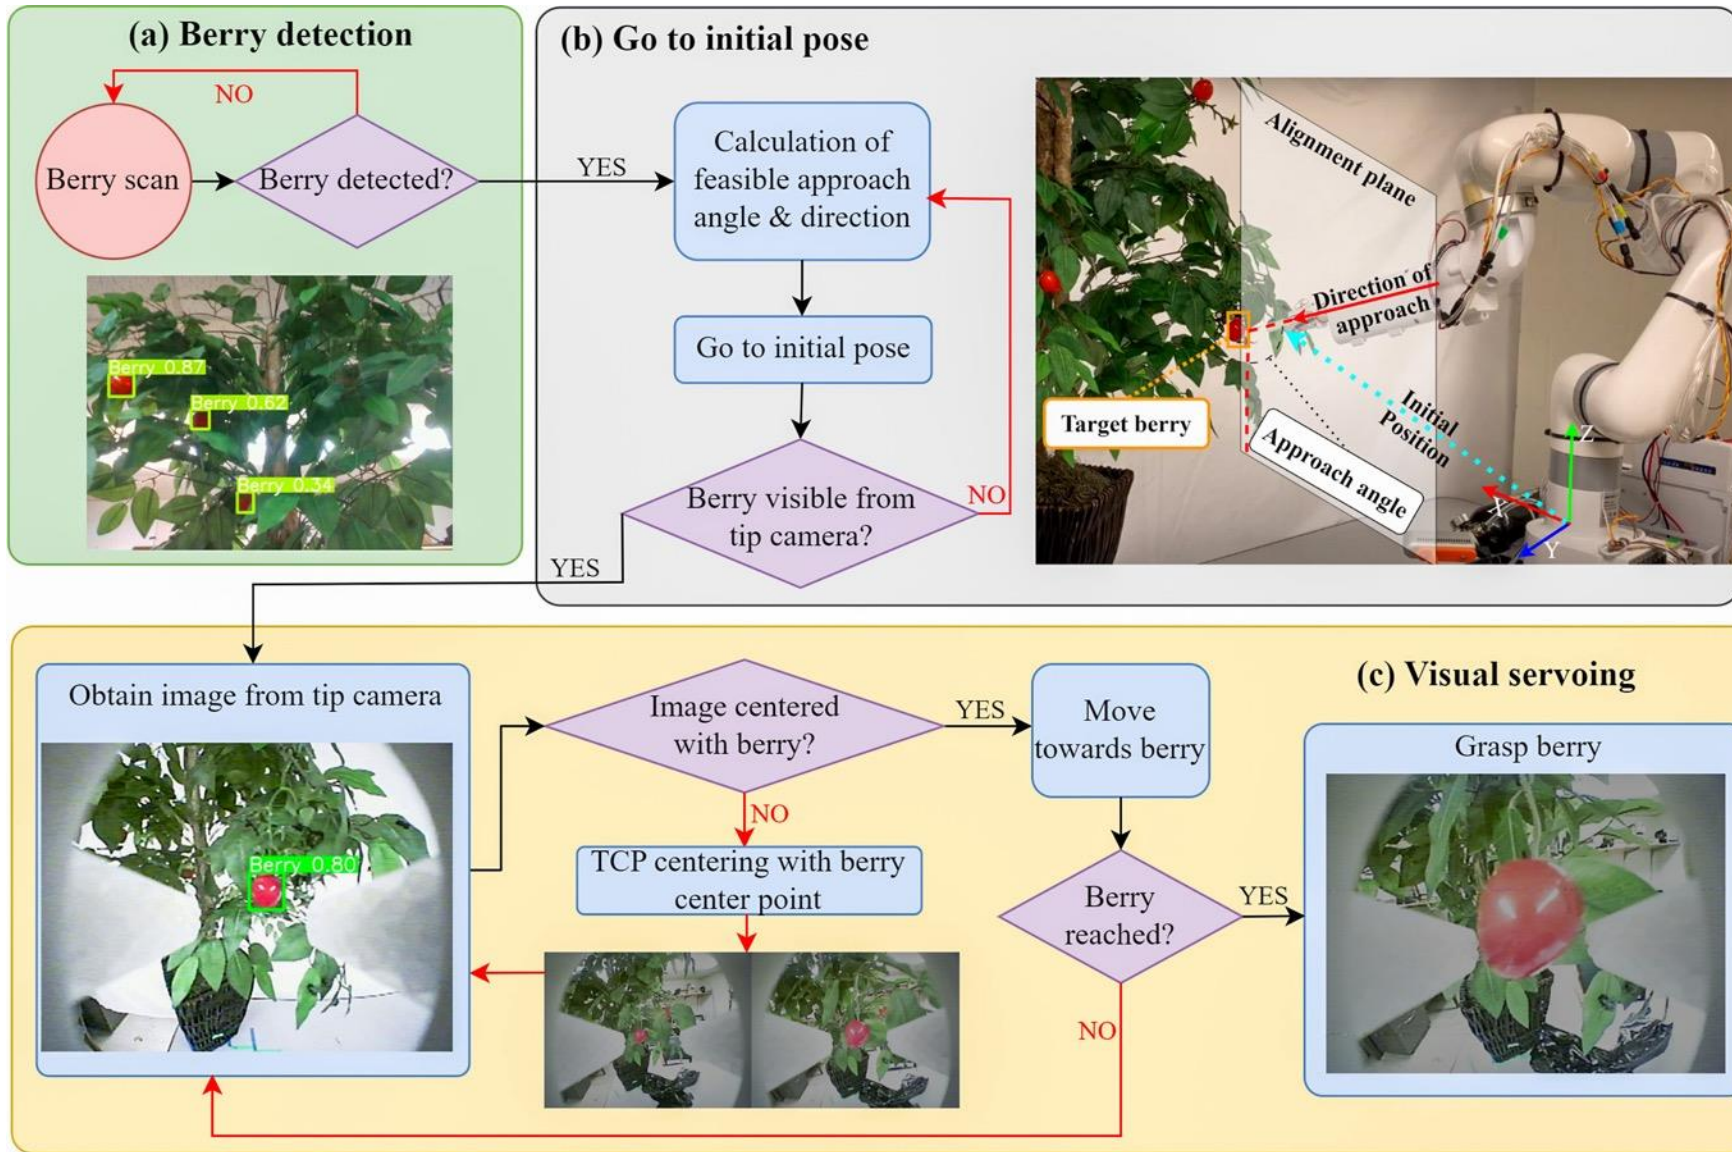 (a) Berry detection
NO
Berry scan
Berry detected?
YES
Berry 0.87
Berry 0.62
Berry 0.34
(b) Go to initial pose
Calculation of
feasible approach
angle & direction
Go to initial pose
Berry visible from
tip camera?
NO
YES
Alignment plane
Direction of
approach
Target berry
Initial
Position
Approach angle
Z
X
Y
(c) Visual servoing
Obtain image from tip camera
Berry 0.80
Image centered
with berry?
YES
NO
TCP centering with berry
center point
Move
towards berry
Berry
reached?
YES
NO
Grasp berry